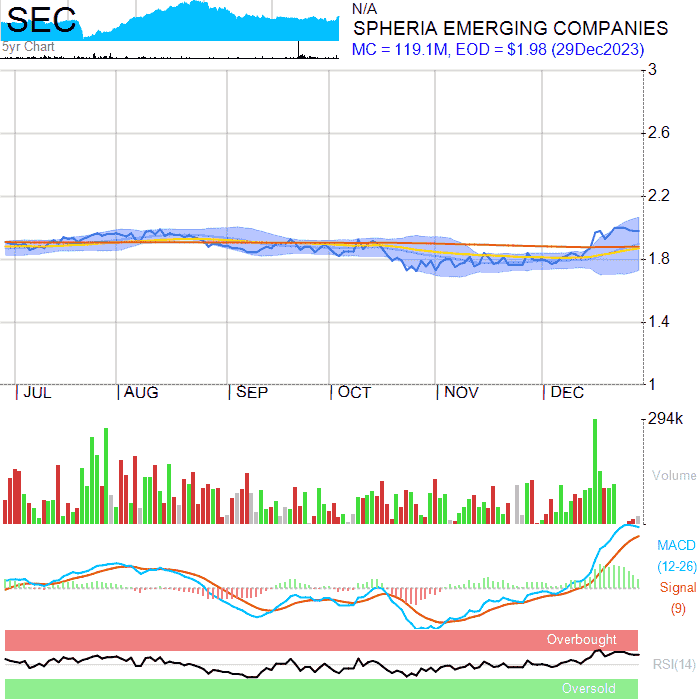 SEC
5yr Chart
N/A
SPHERIA EMERGING COMPANIES
MC = 119.1M, EOD = $1.98 (29Dec2023)
3
2.6
2.2
1.8
1.4
1
JUL AUG SEP OCT NOV DEC
294k
Volume
MACD
(12-26)
Signal
(9)
Overbought
RSI(14)
Oversold